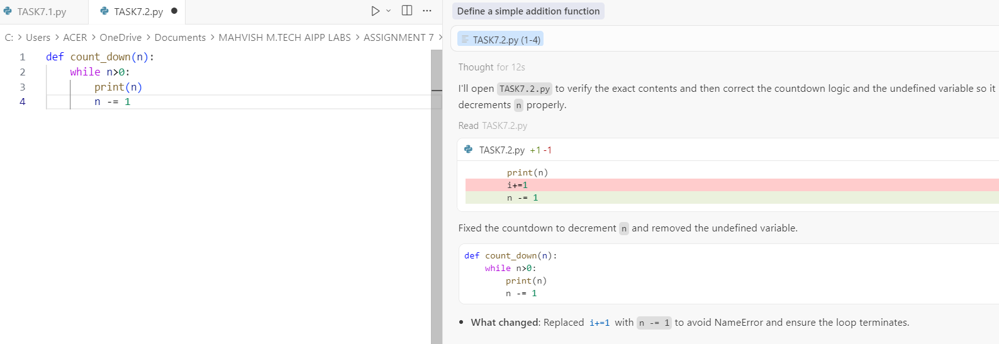 TASK7.1.py
TASK7.2.py
C: > Users > ACER > OneDrive > Documents > MAHVISH M.TECH AIPP LABS > ASSIGNMENT 7 >
1 def count_down(n):
2     while n>0:
3         print(n)
4         n -= 1
Define a simple addition function
TASK7.2.py (1-4)
Thought for 12s
I'll open TASK7.2.py to verify the exact contents and then correct the countdown logic and the undefined variable so it
decrements n properly.
Read TASK7.2.py
TASK7.2.py +1 -1
print(n)
i+=1
n -= 1
Fixed the countdown to decrement n and removed the undefined variable.
def count_down(n):
    while n>0:
        print(n)
        n -= 1
• What changed: Replaced i+=1 with n -= 1 to avoid NameError and ensure the loop terminates.